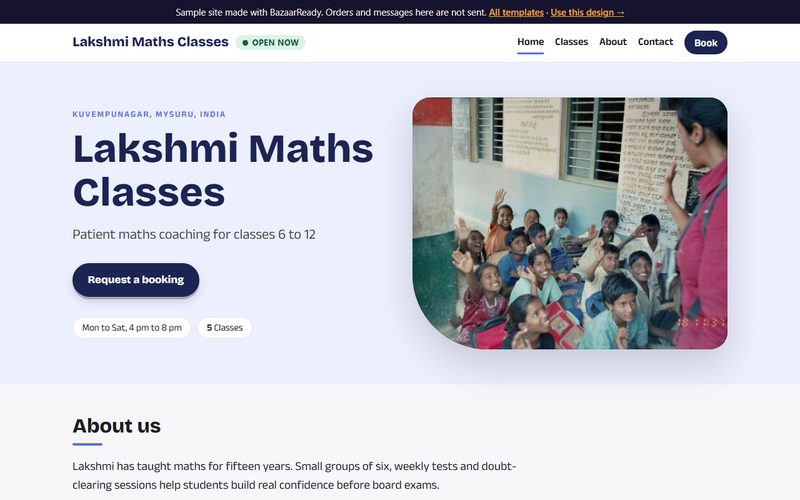 Sample site made with BazaarReady. Orders and messages here are not sent. All templates · Use this design →
Lakshmi Maths Classes
OPEN NOW
Home
Classes
About
Contact
Book
KUVEMPUNAGAR, MYSURU, INDIA
Lakshmi Maths
Classes
Patient maths coaching for classes 6 to 12
Request a booking
Mon to Sat, 4 pm to 8 pm
5 Classes
About us
Lakshmi has taught maths for fifteen years. Small groups of six, weekly tests and doubt-
clearing sessions help students build real confidence before board exams.